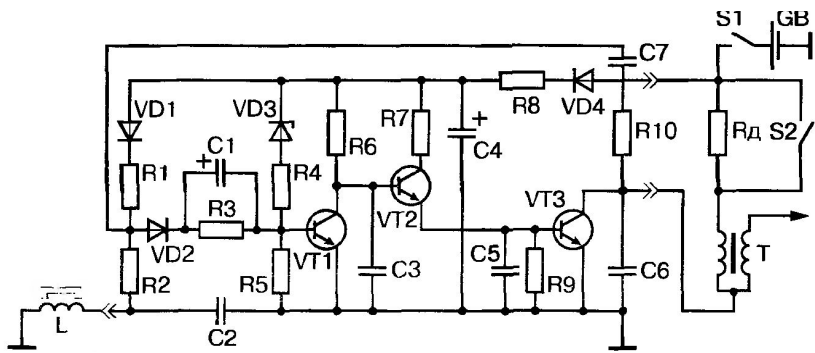 S1 GB
C7
VD1 VD3 R7 R8 VD4
C1 R6 C4 R10 Rд S2
R1 R4
R3 VT2 VT3
VD2 VT1
R2 R5 C3 C5 R9 C6 T
L C2